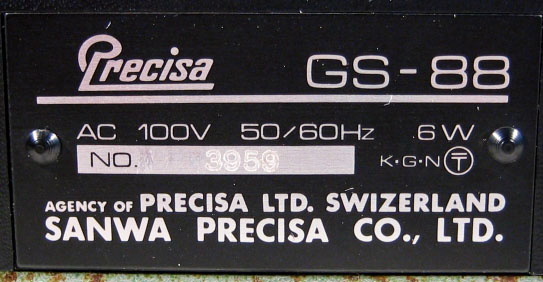 Precisa GS-88
AC 100V 50/60Hz 6W
NO. 3959 K·G·N 〶
AGENCY OF PRECISA LTD. SWIZERLAND
SANWA PRECISA CO., LTD.